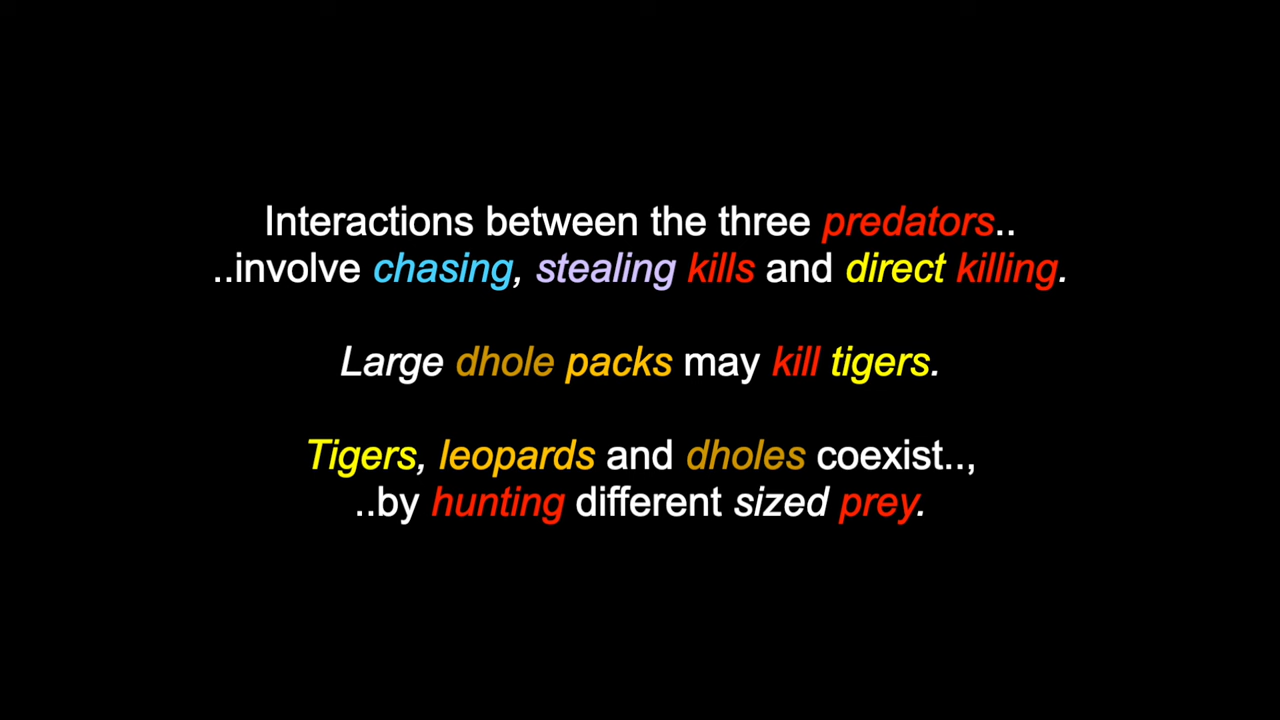 Interactions between the three predators..
..involve chasing, stealing kills and direct killing.
Large dhole packs may kill tigers.
Tigers, leopards and dholes coexist..,
..by hunting different sized prey.